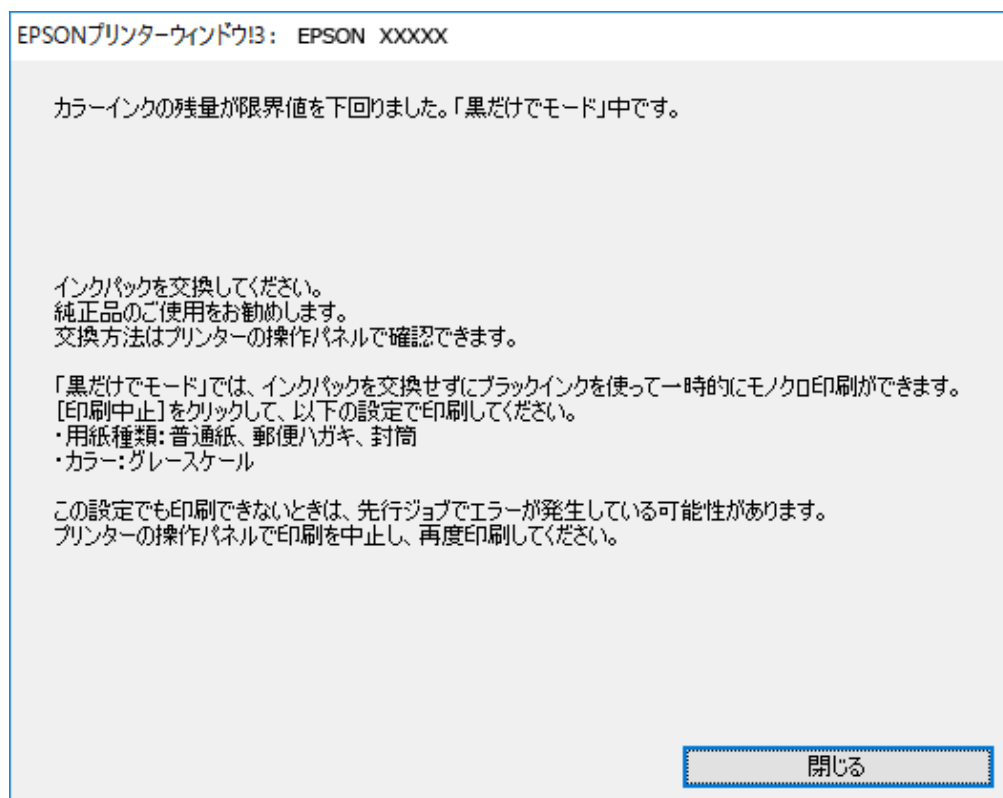 EPSONプリンターウィンドウ!3 : EPSON XXXXX
カラーインクの残量が限界値を下回りました。「黒だけでモード」中です。
インクパックを交換してください。
純正品のご使用をお勧めします。
交換方法はプリンターの操作パネルで確認できます。
「黒だけでモード」では、インクパックを交換せずにブラックインクを使って一時的にモノクロ印刷ができます。
[印刷中止]をクリックして、以下の設定で印刷してください。
・用紙種類：普通紙、郵便ハガキ、封筒
・カラー：グレースケール
この設定でも印刷できないときは、先行ジョブでエラーが発生している可能性があります。
プリンターの操作パネルで印刷を中止し、再度印刷してください。
閉じる